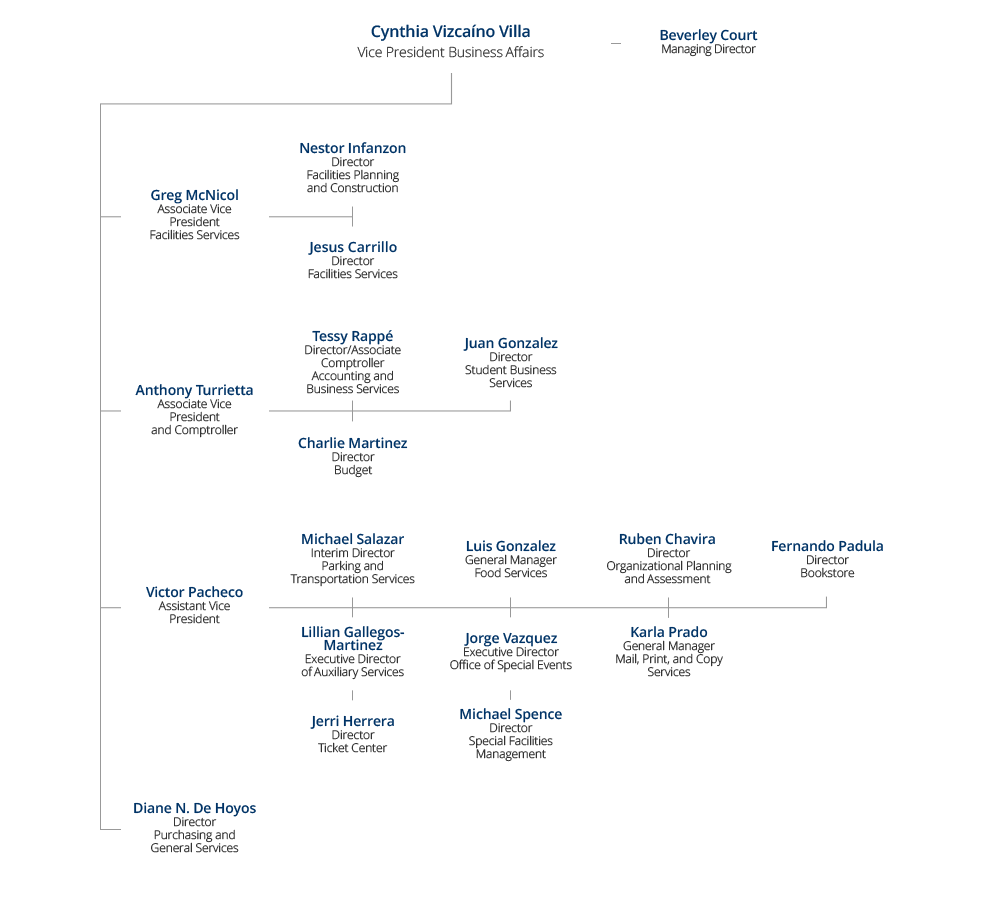 Cynthia Vizcaíno Villa
Vice President Business Affairs
Beverley Court
Managing Director
Nestor Infanzon
Director
Facilities Planning
and Construction
Greg McNicol
Associate Vice
President
Facilities Services
Jesus Carrillo
Director
Facilities Services
Tessy Rappé
Director/Associate
Comptroller
Accounting and
Business Services
Juan Gonzalez
Director
Student Business
Services
Anthony Turrietta
Associate Vice
President
and Comptroller
Charlie Martinez
Director
Budget
Michael Salazar
Interim Director
Parking and
Transportation Services
Luis Gonzalez
General Manager
Food Services
Ruben Chavira
Director
Organizational Planning
and Assessment
Fernando Padula
Director
Bookstore
Victor Pacheco
Assistant Vice
President
Lillian Gallegos-
Martinez
Executive Director
of Auxiliary Services
Jorge Vazquez
Executive Director
Office of Special Events
Karla Prado
General Manager
Mail, Print, and Copy
Services
Jerri Herrera
Director
Ticket Center
Michael Spence
Director
Special Facilities
Management
Diane N. De Hoyos
Director
Purchasing and
General Services